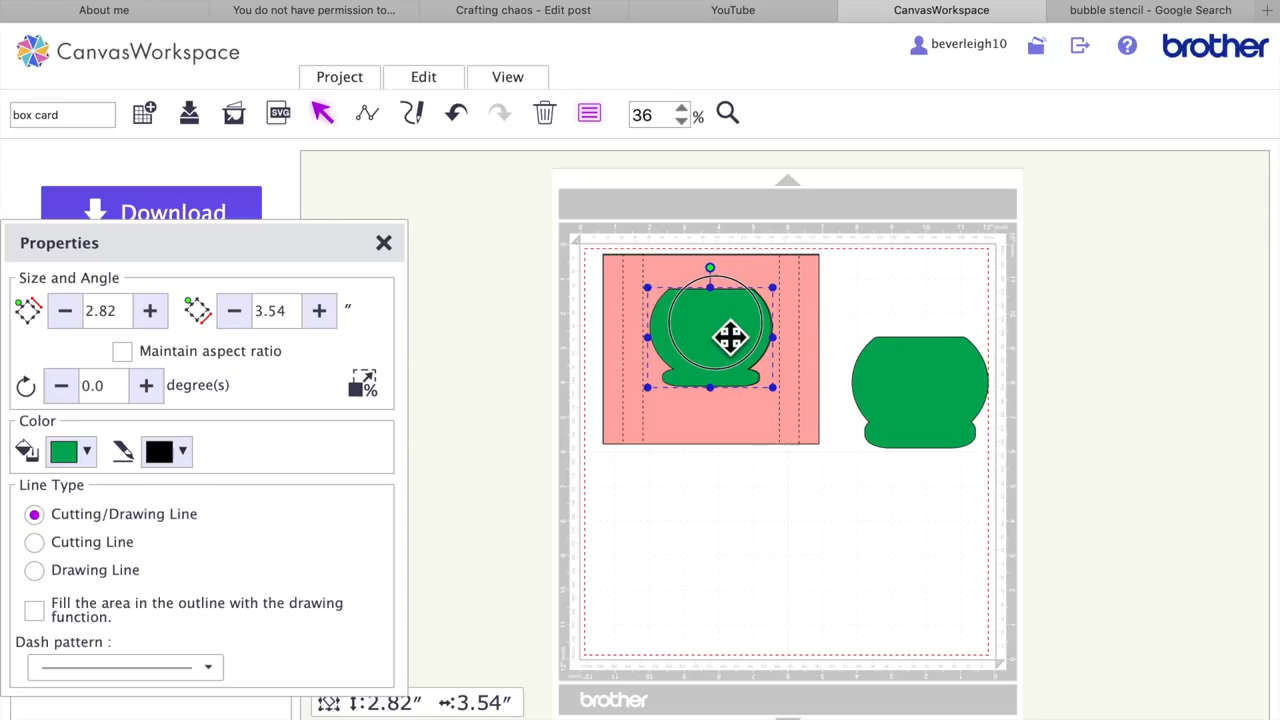 About me
You do not have permission to...
Crafting chaos - Edit post
YouTube
CanvasWorkspace
bubble stencil - Google Search
CanvasWorkspace
beverleigh10
brother
Project
Edit
View
box card
SVG
36
%
Download
Properties
Size and Angle
2.82
3.54
"
Maintain aspect ratio
0.0
degree(s)
%
Color
Line Type
Cutting/Drawing Line
Cutting Line
Drawing Line
Fill the area in the outline with the drawing
function.
Dash pattern :
2.82" 3.54"
brother